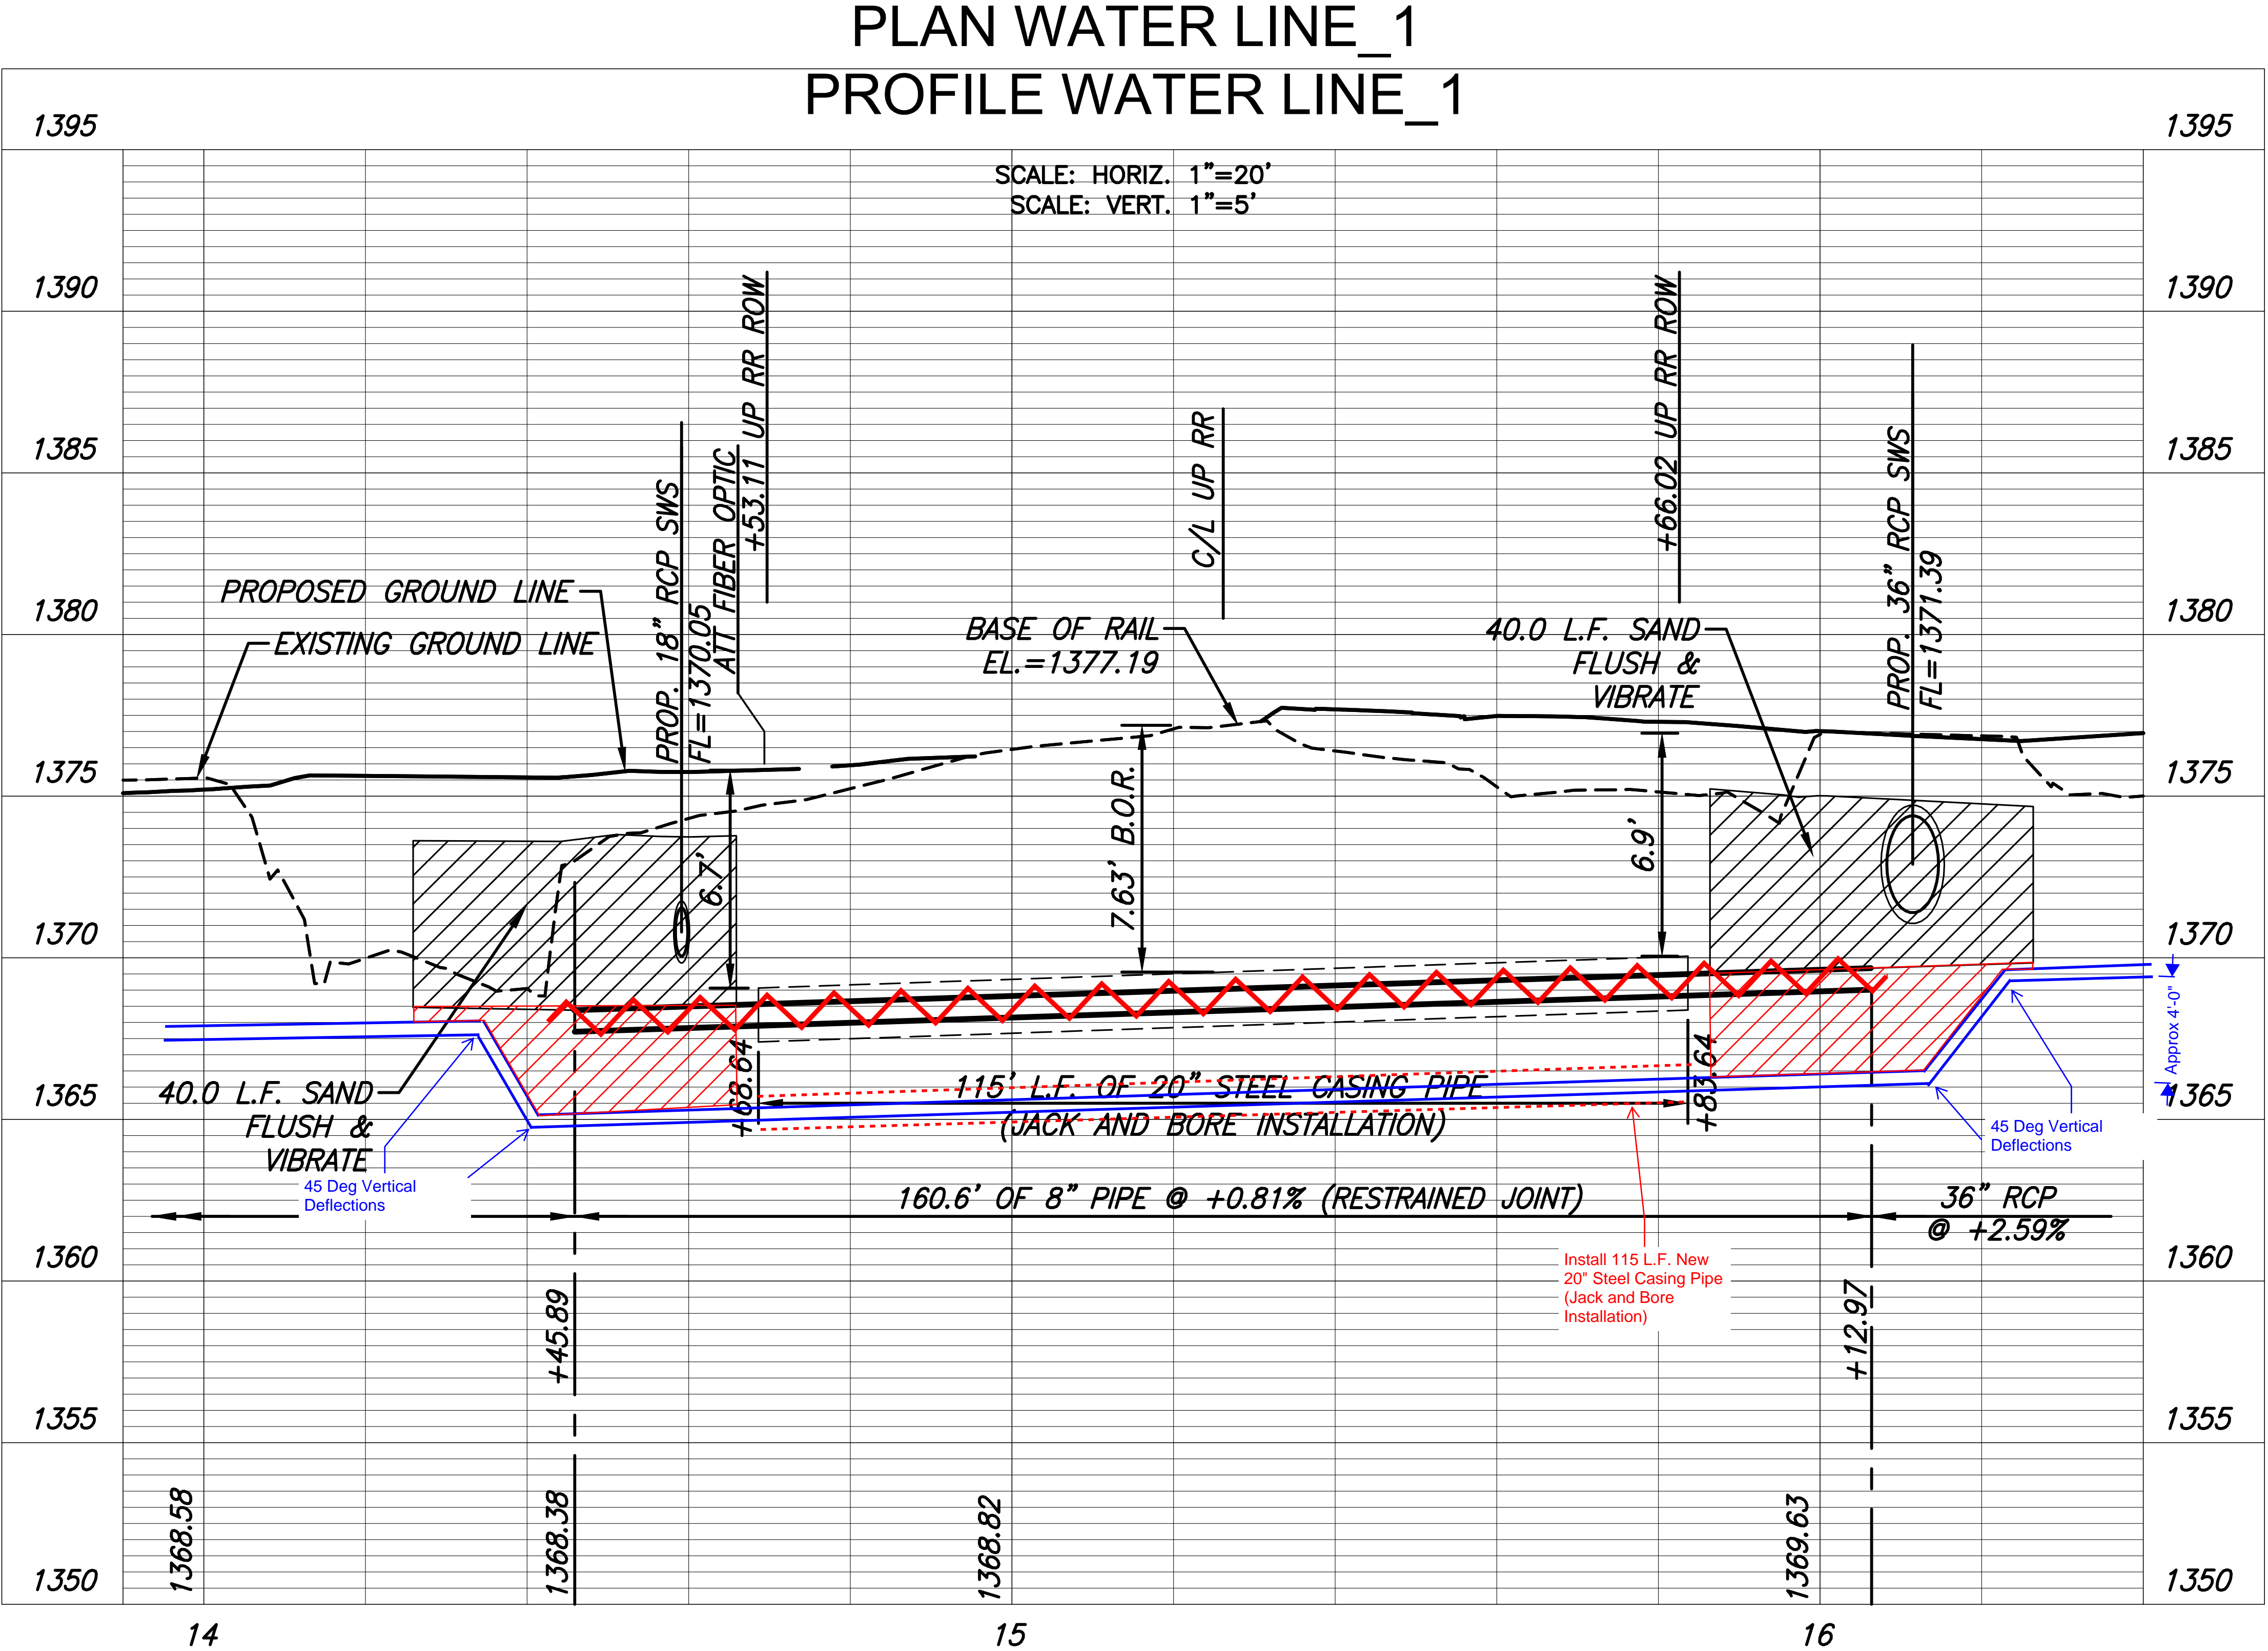 PLAN WATER LINE_1
PROFILE WATER LINE_1
1395
1395
SCALE: HORIZ. 1"=20'
SCALE: VERT. 1"=5'
1390
1390
1385
1385
1380
1380
1375
1375
1370
1370
1365
1365
1360
1360
1355
1355
1350
1350
PROPOSED GROUND LINE
EXISTING GROUND LINE
PROP. 18" RCP SWS
FL=1370.05
ATT FIBER OPTIC
+53.11 UP RR ROW
C/L UP RR
BASE OF RAIL
EL.=1377.19
+66.02 UP RR ROW
40.0 L.F. SAND
FLUSH &
VIBRATE
PROP. 36" RCP SWS
FL=1371.39
6.7'
7.63' B.O.R.
6.9'
Approx 4'-0"
40.0 L.F. SAND
FLUSH &
VIBRATE
45 Deg Vertical
Deflections
+68.64
115' L.F. OF 20" STEEL CASING PIPE
(JACK AND BORE INSTALLATION)
+83.64
45 Deg Vertical
Deflections
160.6' OF 8" PIPE @ +0.81% (RESTRAINED JOINT)
36" RCP
@ +2.59%
Install 115 L.F. New
20" Steel Casing Pipe
(Jack and Bore
Installation)
+45.89
+12.97
1368.58
1368.38
1368.82
1369.63
14
15
16